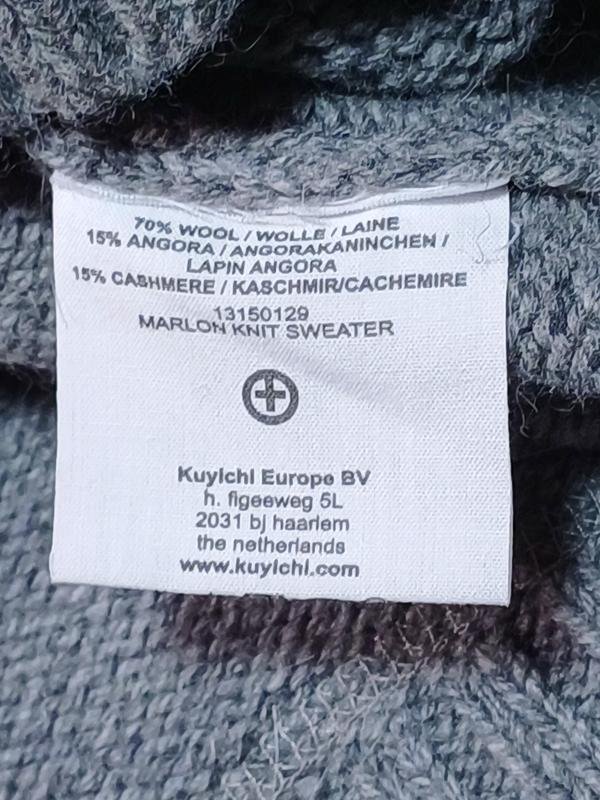 70% WOOL / WOLLE / LAINE
15% ANGORA / ANGORAKANINCHEN /
LAPIN ANGORA
15% CASHMERE / KASCHMIR/CACHEMIRE
13150129
MARLON KNIT SWEATER
Kuyichi Europe BV
h. figeeweg 5L
2031 bj haarlem
the netherlands
www.kuyichi.com